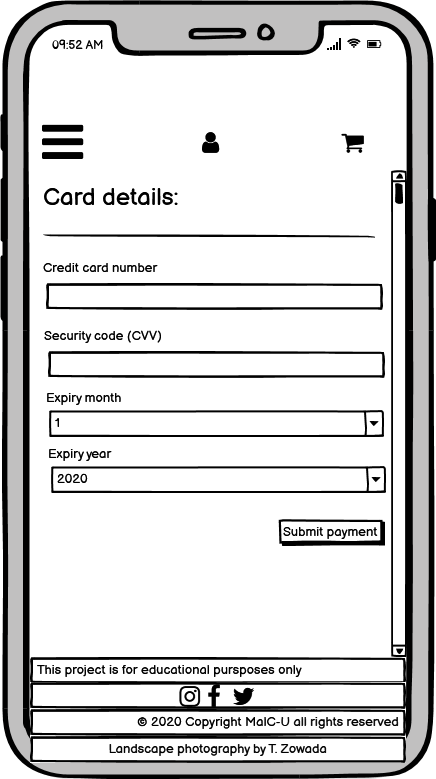 09:52 AM
Card details:
Credit card number
Security code (CVV)
Expiry month
1
Expiry year
2020
Submit payment
This project is for educational pursposes only
© 2020 Copyright MalC-U all rights reserved
Landscape photography by T. Zowada